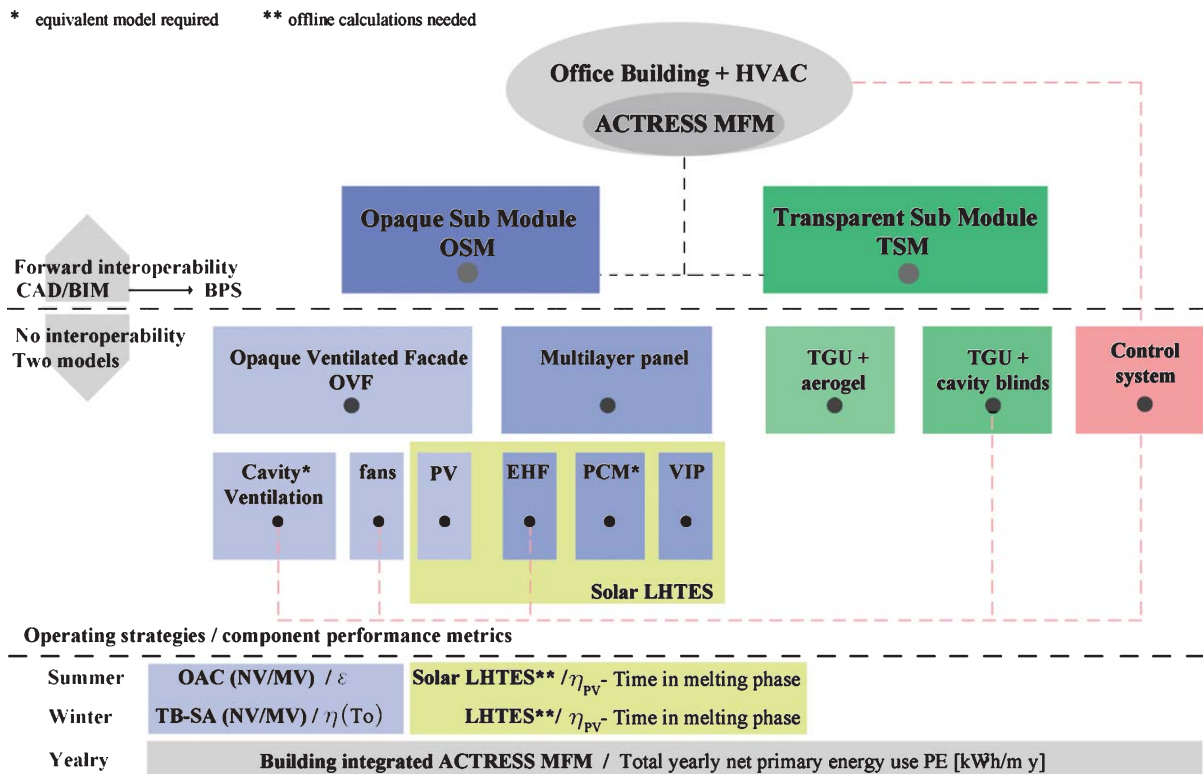 * equivalent model required ** offline calculations needed
Office Building + HVAC
ACTRESS MFM
Opaque Sub Module
OSM
Transparent Sub Module
TSM
Forward interoperability
CAD/BIM BPS
No interoperability
Two models
Opaque Ventilated Facade
OVF
Multilayer panel
TGU +
aerogel
TGU +
cavity blinds
Control
system
Cavity*
Ventilation
fans
PV
EHF
PCM*
VIP
Solar LHTES
Operating strategies / component performance metrics
Summer OAC (NV/MV) / ε Solar LHTES** / ηPV- Time in melting phase
Winter TB-SA (NV/MV) / η(To) LHTES**/ ηPV- Time in melting phase
Yealry Building integrated ACTRESS MFM / Total yearly net primary energy use PE [kWh/m y]